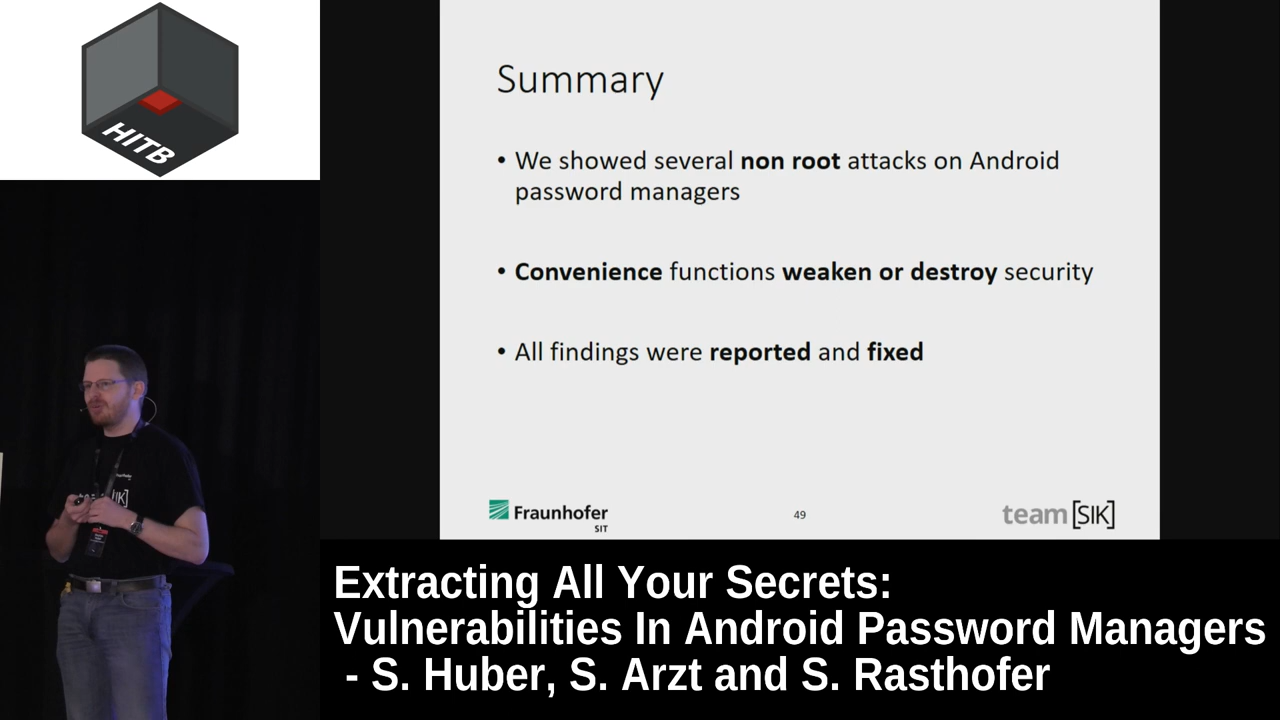 HITB
Summary
• We showed several non root attacks on Android
password managers
• Convenience functions weaken or destroy security
• All findings were reported and fixed
Fraunhofer
SIT
49
team[SIK]
[SIK]
Extracting All Your Secrets:
Vulnerabilities In Android Password Managers
- S. Huber, S. Arzt and S. Rasthofer